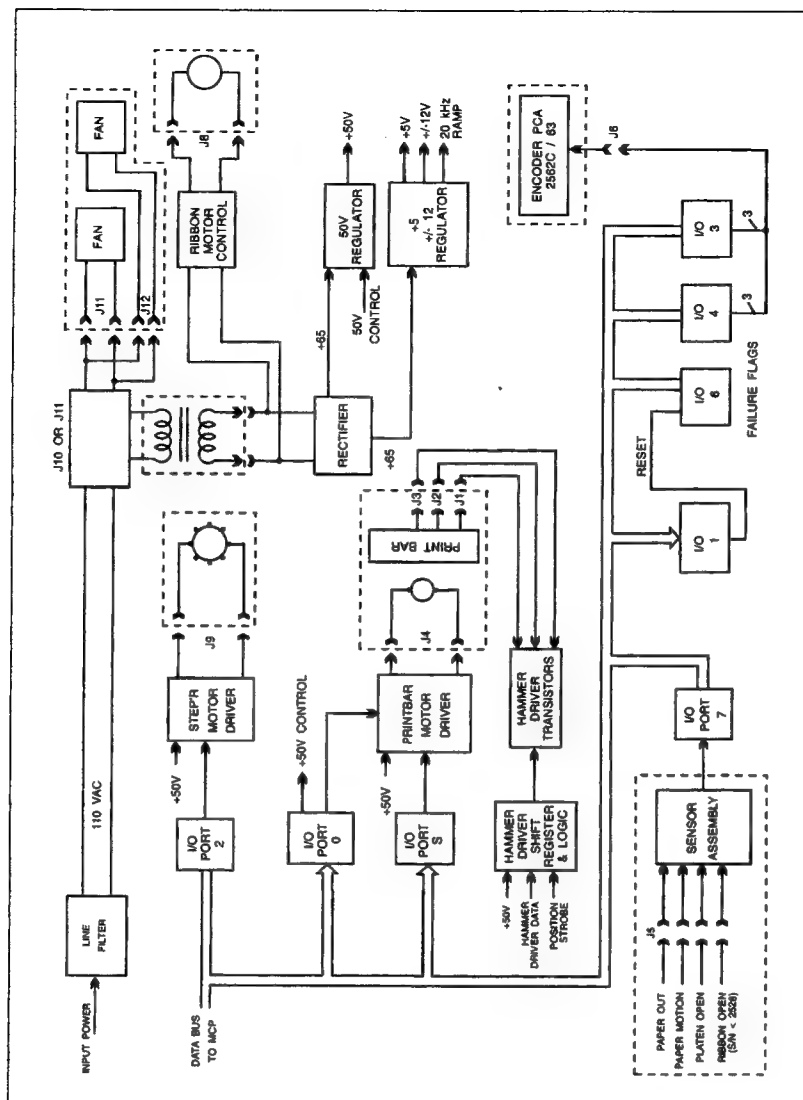 INPUT POWER
LINE
FILTER
110 VAC
J10 OR J11
FAN
FAN
J11
J12
J8
RIBBON
MOTOR
CONTROL
DATA BUS
TO MCP
I/O
PORT
2
+50V
STEP'R
MOTOR
DRIVER
J9
RECTIFIER
+65
+65
50V
REGULATOR
50V
CONTROL
+50V
+5
+/- 12
REGULATOR
+5V
+/-12V
20 kHz
RAMP
I/O
PORT
0
+50V CONTROL
+50V
PRINTBAR
MOTOR
DRIVER
I/O
PORT
S
J4
PRINT BAR
J3
J2
J1
+50V
HAMMER
DRIVER DATA
POSITION
STROBE
HAMMER
DRIVER
SHIFT
REGISTER
& LOGIC
HAMMER
DRIVER
TRANSISTORS
PAPER OUT
PAPER MOTION
PLATEN OPEN
RIBBON OPEN
(S/N < 2526)
J5
SENSOR
ASSEMBLY
I/O
PORT
7
I/O
1
RESET
I/O
6
I/O
4
I/O
3
3
3
FAILURE FLAGS
J6
ENCODER PCA
2562C / 63